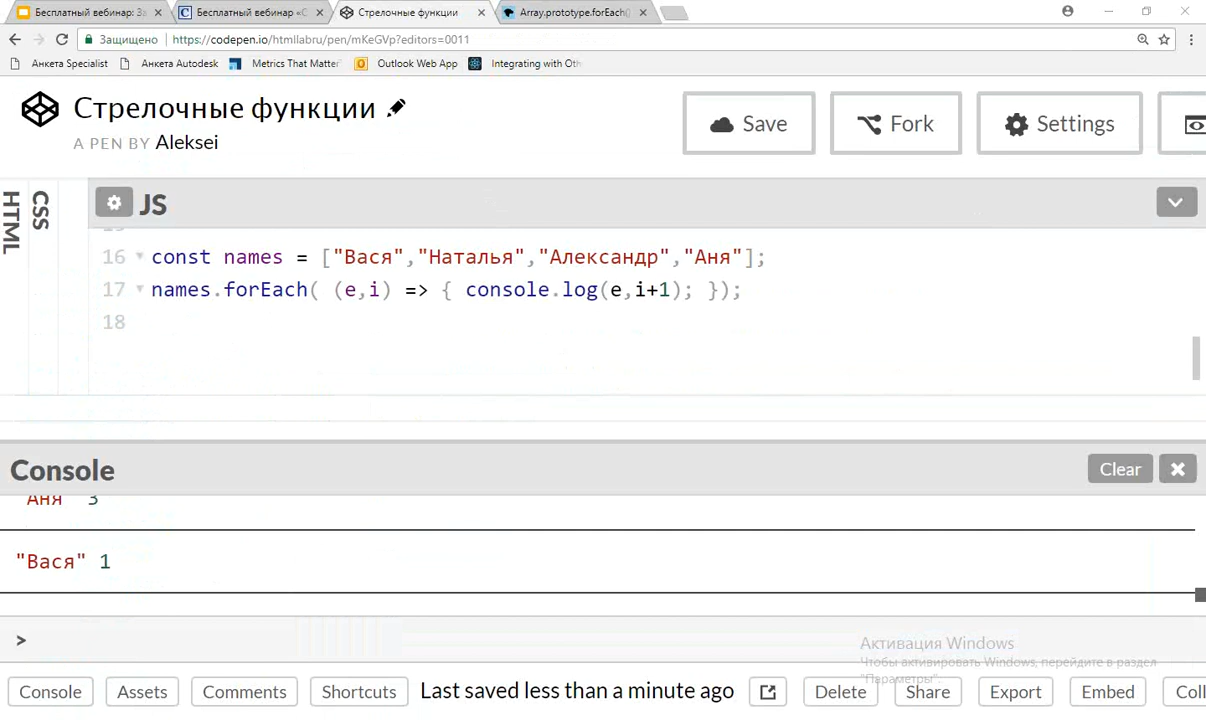 Бесплатный вебинар: За
Бесплатный вебинар «С
Стрелочные функции
Array.prototype.forEach()
Защищено
https://codepen.io/htmllabru/pen/mKeGVp?editors=0011
Анкета Specialist
Анкета Autodesk
Metrics That Matter
Outlook Web App
Integrating with Oth
Стрелочные функции
A PEN BY Aleksei
Save
Fork
Settings
HTML
CSS
JS
15
16 const names = ["Вася","Наталья","Александр","Аня"];
17 names.forEach( (e,i) => { console.log(e,i+1); });
18
Console
Clear
"Аня" 3
"Вася" 1
>
Активация Windows
Чтобы активировать Windows, перейдите в раздел
"Параметры".
Console
Assets
Comments
Shortcuts
Last saved less than a minute ago
Delete
Share
Export
Embed
Coll